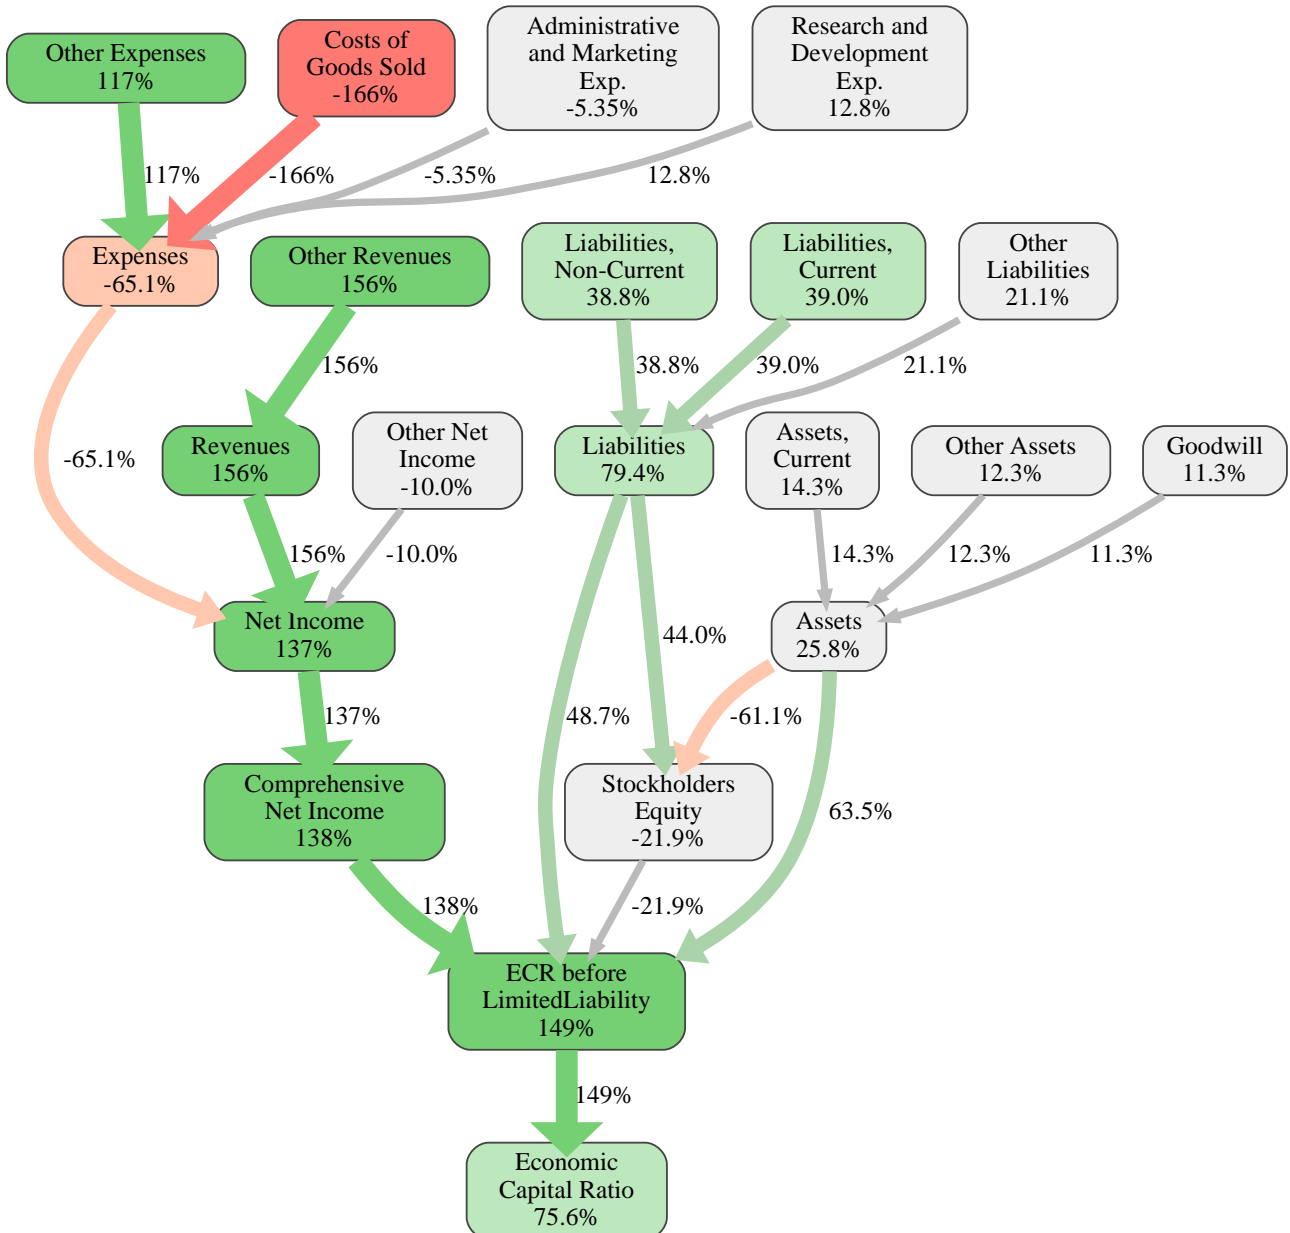 Other Expenses
117%
Costs of
Goods Sold
-166%
Administrative
and Marketing
Exp.
-5.35%
Research and
Development
Exp.
12.8%
117%
-166%
-5.35%
12.8%
Expenses
-65.1%
Other Revenues
156%
Liabilities,
Non-Current
38.8%
Liabilities,
Current
39.0%
Other
Liabilities
21.1%
156%
38.8%
39.0%
21.1%
-65.1%
Revenues
156%
Other Net
Income
-10.0%
Liabilities
79.4%
Assets,
Current
14.3%
Other Assets
12.3%
Goodwill
11.3%
156%
-10.0%
14.3%
12.3%
11.3%
Net Income
137%
44.0%
Assets
25.8%
137%
48.7%
-61.1%
Comprehensive
Net Income
138%
Stockholders
Equity
-21.9%
63.5%
138%
-21.9%
ECR before
LimitedLiability
149%
149%
Economic
Capital Ratio
75.6%